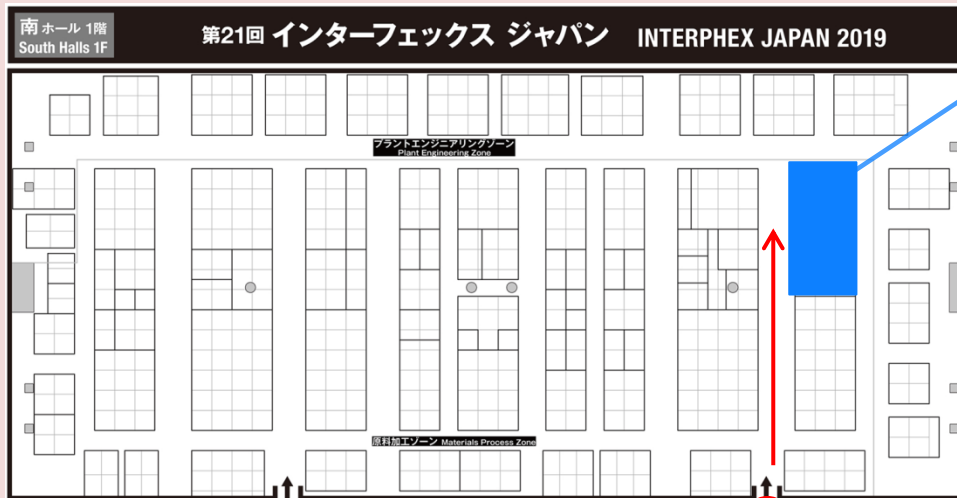 南 ホール 1階
South Halls 1F
第21回 インターフェックス ジャパン INTERPHEX JAPAN 2019
プラントエンジニアリングゾーン
Plant Engineering Zone
原料加工ゾーン Materials Process Zone